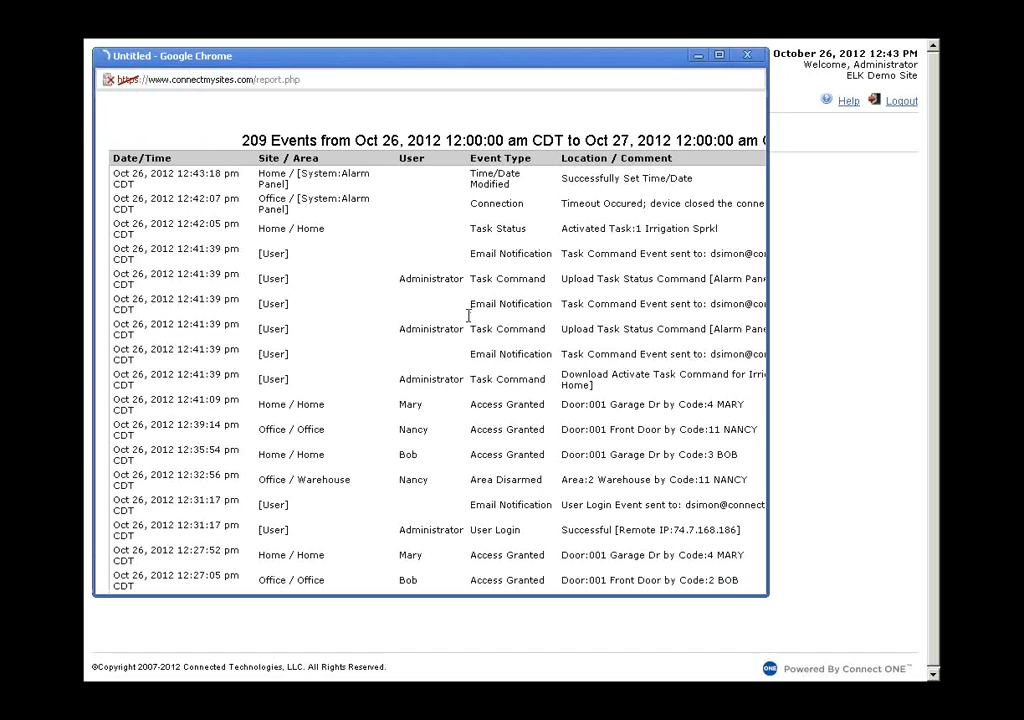 Untitled - Google Chrome
October 26, 2012 12:43 PM
Welcome, Administrator
ELK Demo Site
https://www.connectmysites.com/report.php
Help Logout
209 Events from Oct 26, 2012 12:00:00 am CDT to Oct 27, 2012 12:00:00 am
Date/Time Site / Area User Event Type Location / Comment
Oct 26, 2012 12:43:18 pm CDT Home / [System:Alarm Panel] Time/Date Modified Successfully Set Time/Date
Oct 26, 2012 12:42:07 pm CDT Office / [System:Alarm Panel] Connection Timeout Occured; device closed the conne
Oct 26, 2012 12:42:05 pm CDT Home / Home Task Status Activated Task:1 Irrigation Sprkl
Oct 26, 2012 12:41:39 pm CDT [User] Email Notification Task Command Event sent to: dsimon@co
Oct 26, 2012 12:41:39 pm CDT [User] Administrator Task Command Upload Task Status Command [Alarm Pane
Oct 26, 2012 12:41:39 pm CDT [User] Email Notification Task Command Event sent to: dsimon@co
Oct 26, 2012 12:41:39 pm CDT [User] Administrator Task Command Upload Task Status Command [Alarm Pane
Oct 26, 2012 12:41:39 pm CDT [User] Email Notification Task Command Event sent to: dsimon@co
Oct 26, 2012 12:41:39 pm CDT [User] Administrator Task Command Download Activate Task Command for Irri Home]
Oct 26, 2012 12:41:09 pm CDT Home / Home Mary Access Granted Door:001 Garage Dr by Code:4 MARY
Oct 26, 2012 12:39:14 pm CDT Office / Office Nancy Access Granted Door:001 Front Door by Code:11 NANCY
Oct 26, 2012 12:35:54 pm CDT Home / Home Bob Access Granted Door:001 Garage Dr by Code:3 BOB
Oct 26, 2012 12:32:56 pm CDT Office / Warehouse Nancy Area Disarmed Area:2 Warehouse by Code:11 NANCY
Oct 26, 2012 12:31:17 pm CDT [User] Email Notification User Login Event sent to: dsimon@connect
Oct 26, 2012 12:31:17 pm CDT [User] Administrator User Login Successful [Remote IP:74.7.168.186]
Oct 26, 2012 12:27:52 pm CDT Home / Home Mary Access Granted Door:001 Garage Dr by Code:4 MARY
Oct 26, 2012 12:27:05 pm CDT Office / Office Bob Access Granted Door:001 Front Door by Code:2 BOB
©Copyright 2007-2012 Connected Technologies, LLC. All Rights Reserved.
ONE Powered By Connect ONE™